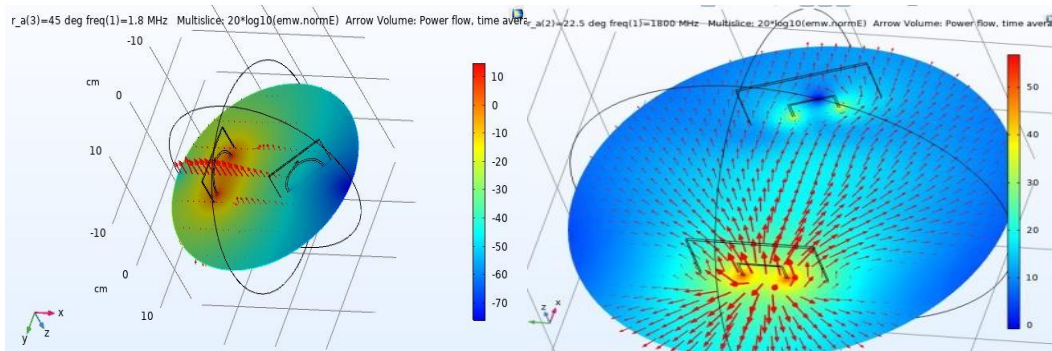 r_a(3)=45 deg freq(1)=1.8 MHz Multislice: 20*log10(emw.normE) Arrow Volume: Power flow, time avera
-10
cm
0
10
-10
0
cm
10
10
0
-10
-20
-30
-40
-50
-60
-70
x
y
z
r_a(2)=22.5 deg freq(1)=1800 MHz Multislice: 20*log10(emw.normE) Arrow Volume: Power flow, time avera
50
40
30
20
10
0
z
x
y